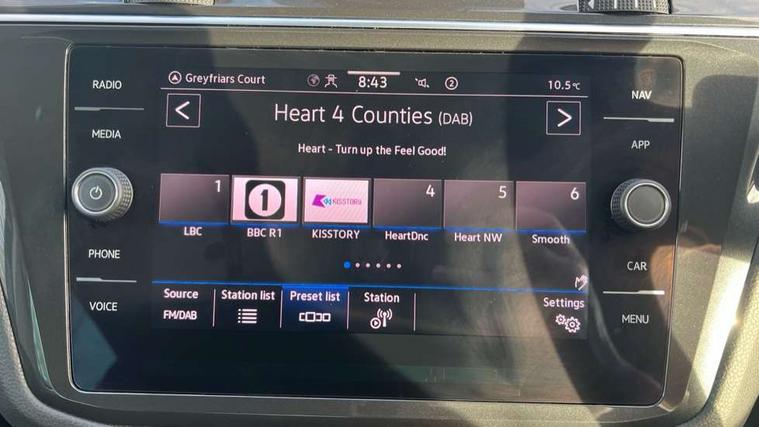 RADIO
MEDIA
PHONE
VOICE
Greyfriars Court
8:43
2
10.5°C
Heart 4 Counties (DAB)
Heart - Turn up the Feel Good!
1
1
KISSTORY
4
5
6
LBC
BBC R1
KISSTORY
HeartDnc
Heart NW
Smooth
Source
FM/DAB
Station list
Preset list
Station
Settings
NAV
APP
CAR
MENU